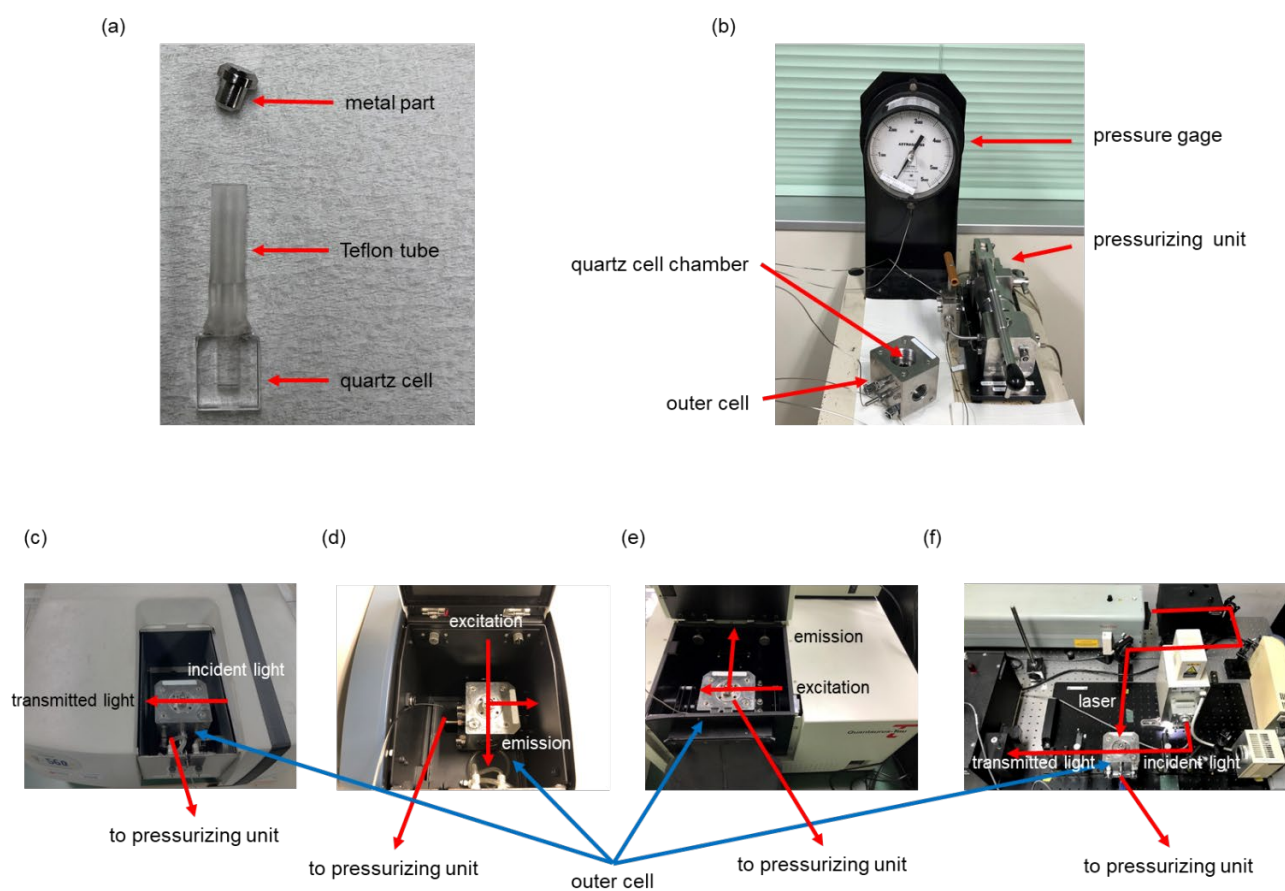 (a)
(b)
metal part
Teflon tube
quartz cell
pressure gage
pressurizing unit
quartz cell chamber
outer cell
(c)
(d)
(e)
(f)
incident light
transmitted light
to pressurizing unit
excitation
emission
to pressurizing unit
emission
excitation
to pressurizing unit
laser
transmitted light
incident light
to pressurizing unit
outer cell